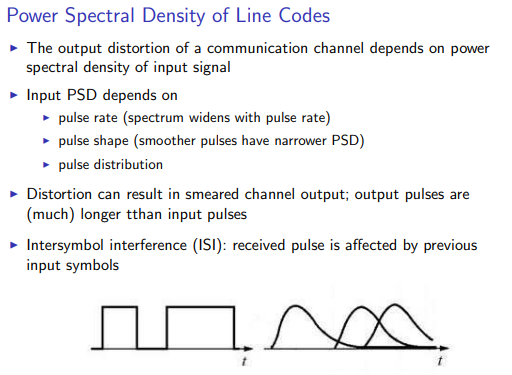 Power Spectral Density of Line Codes
The output distortion of a communication channel depends on power
spectral density of input signal
Input PSD depends on
pulse rate (spectrum widens with pulse rate)
pulse shape (smoother pulses have narrower PSD)
pulse distribution
Distortion can result in smeared channel output; output pulses are
(much) longer tthan input pulses
Intersymbol interference (ISI): received pulse is affected by previous
input symbols
t
t